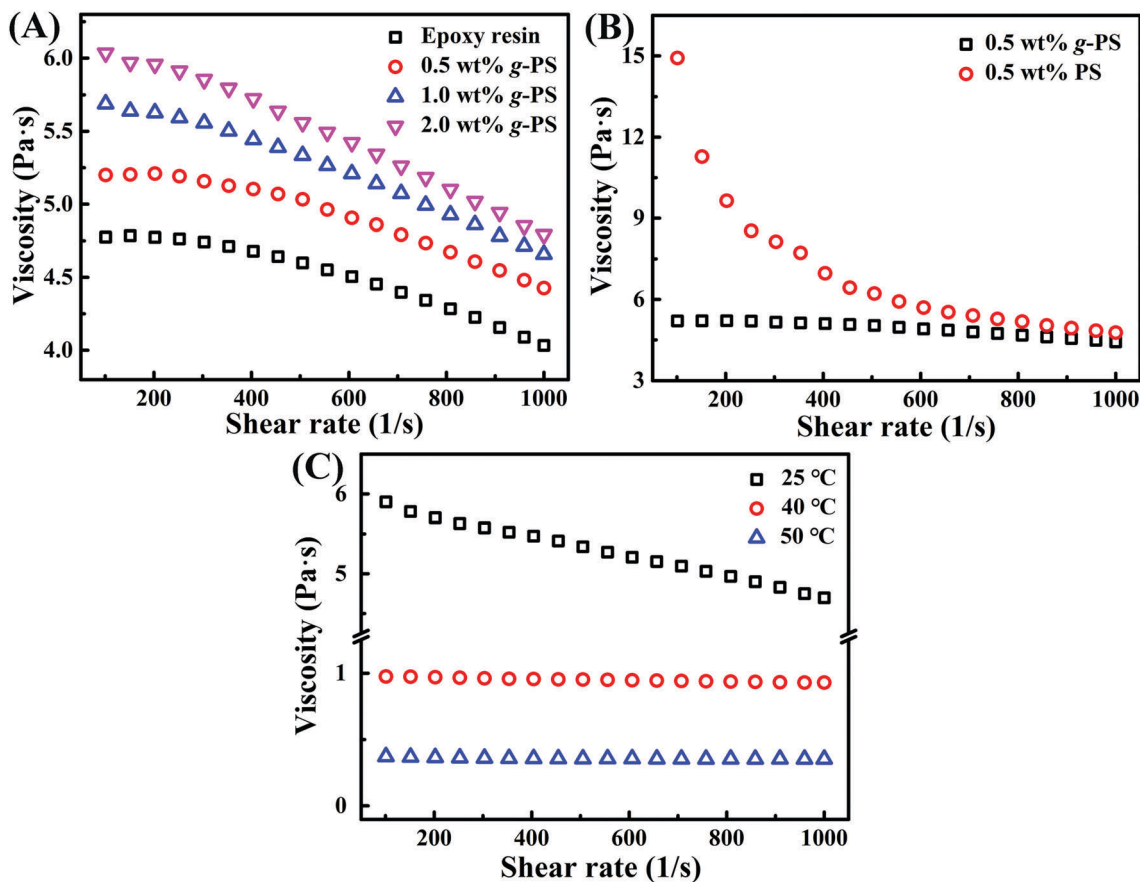 (A)
Epoxy resin
0.5 wt% g-PS
1.0 wt% g-PS
2.0 wt% g-PS
6.0
5.5
5.0
4.5
4.0
Viscosity (Pa·s)
200 400 600 800 1000
Shear rate (1/s)
(B)
0.5 wt% g-PS
0.5 wt% PS
15
12
9
6
3
Viscosity (Pa·s)
200 400 600 800 1000
Shear rate (1/s)
(C)
25 °C
40 °C
50 °C
6
5
1
0
Viscosity (Pa·s)
200 400 600 800 1000
Shear rate (1/s)